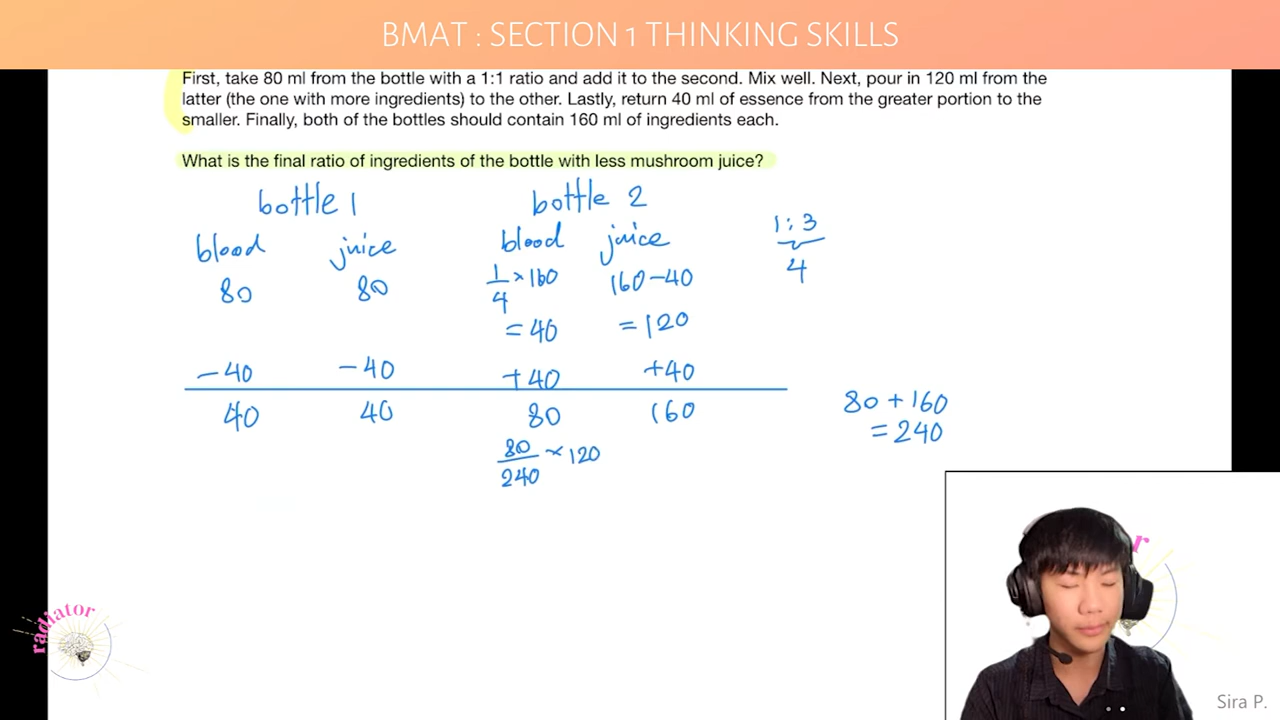 BMAT : SECTION 1 THINKING SKILLS
First, take 80 ml from the bottle with a 1:1 ratio and add it to the second. Mix well. Next, pour in 120 ml from the
latter (the one with more ingredients) to the other. Lastly, return 40 ml of essence from the greater portion to the
smaller. Finally, both of the bottles should contain 160 ml of ingredients each.
What is the final ratio of ingredients of the bottle with less mushroom juice?
bottle 1 bottle 2
blood juice blood juice 1:3
4
80 80 1/4 × 160 160-40
= 40 = 120
-40 -40 +40 +40
40 40 80 160 80 + 160
= 240
80/240 × 120
radiator
r
Sira P.